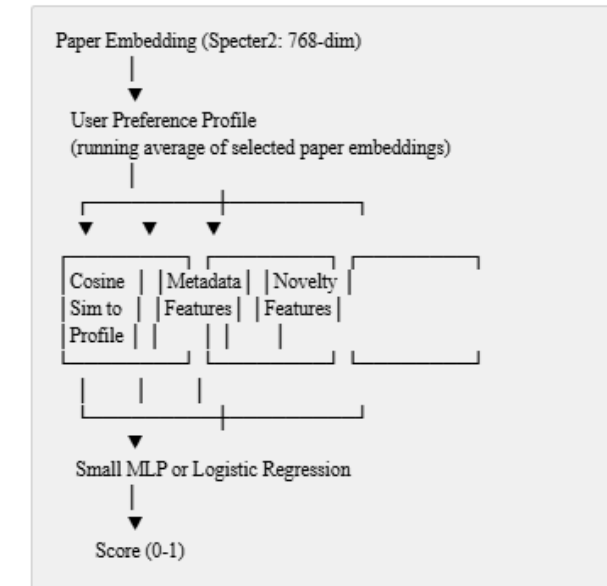 Paper Embedding (Specter2: 768-dim)
User Preference Profile
(running average of selected paper embeddings)
Cosine Metadata Novelty
Sim to Features Features
Profile
Small MLP or Logistic Regression
Score (0-1)